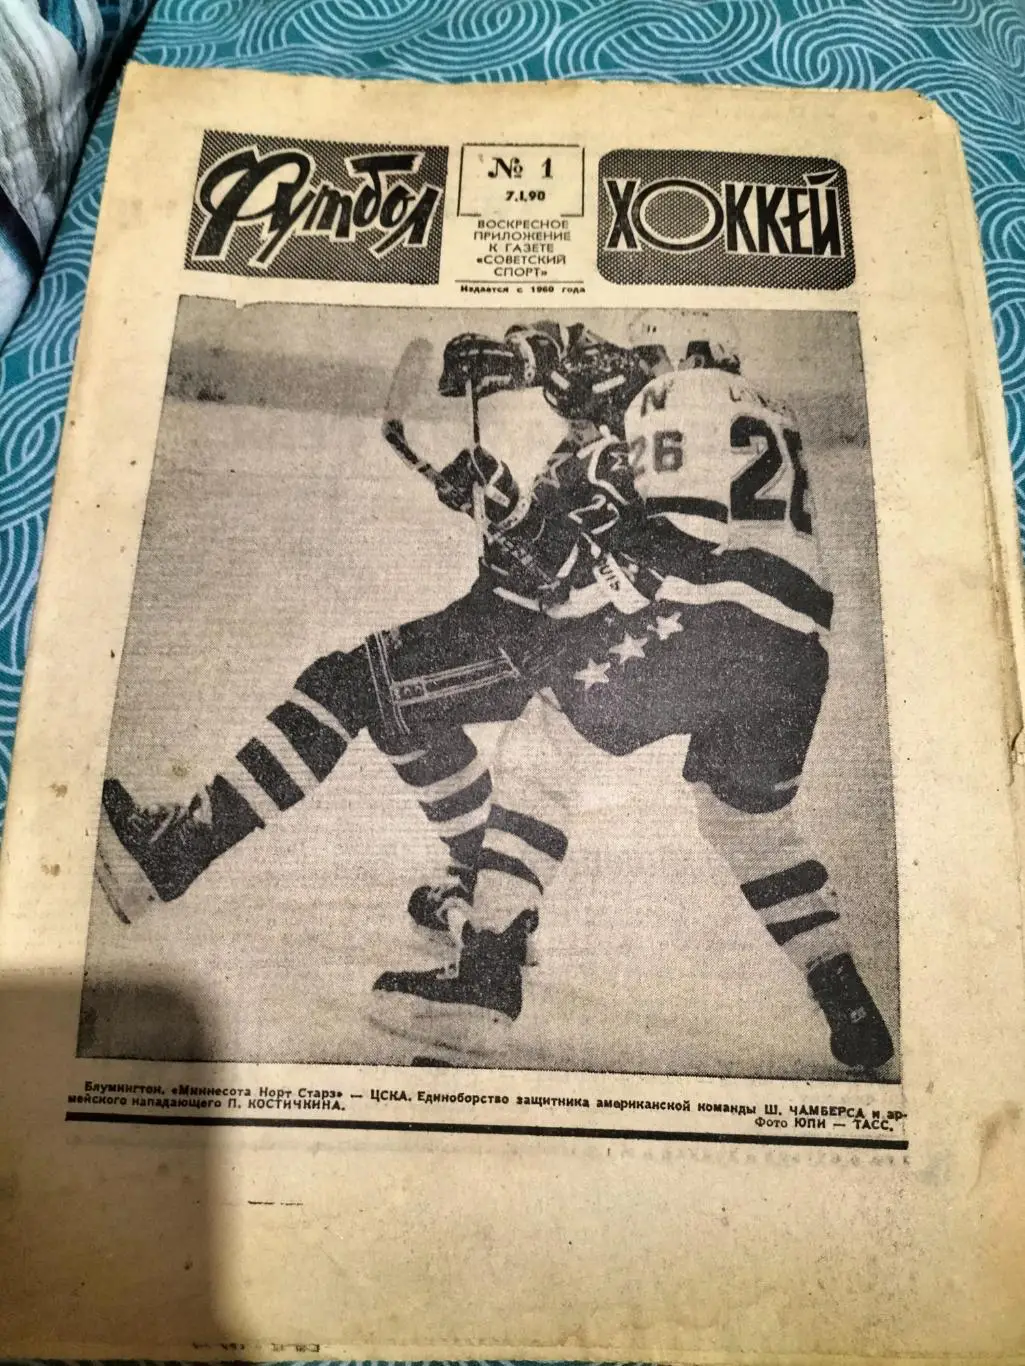 Футбол
№ 1
7.I.90
ВОСКРЕСНОЕ
ПРИЛОЖЕНИЕ
К ГАЗЕТЕ
«СОВЕТСКИЙ
СПОРТ»
Издается с 1960 года
ХОККЕЙ
N
26
26
Блумингтон. «Миннесота Норт Старз» — ЦСКА. Единоборство защитника американской команды Ш. ЧАМБЕРСА и ар-
мейского нападающего П. КОСТИЧКИНА.
Фото ЮПИ — ТАСС.